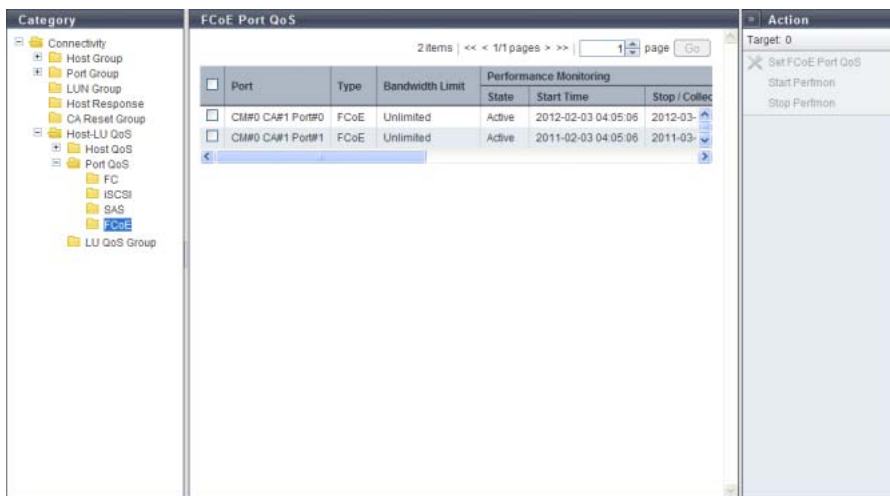 Category
Connectivity
Host Group
Port Group
LUN Group
Host Response
CA Reset Group
Host-LU QoS
Host QoS
Port QoS
FC
iSCSI
SAS
FCoE
LU QoS Group
FCoE Port QoS
2 items | << < 1/1 pages > >> | 1 page Go
Port Type Bandwidth Limit Performance Monitoring
State Start Time Stop / Collec
CM#0 CA#1 Port#0 FCoE Unlimited Active 2012-02-03 04:05:06 2012-03-
CM#0 CA#1 Port#1 FCoE Unlimited Active 2011-02-03 04:05:06 2011-03-
» Action
Target: 0
Set FCoE Port QoS
Start Perfmon
Stop Perfmon